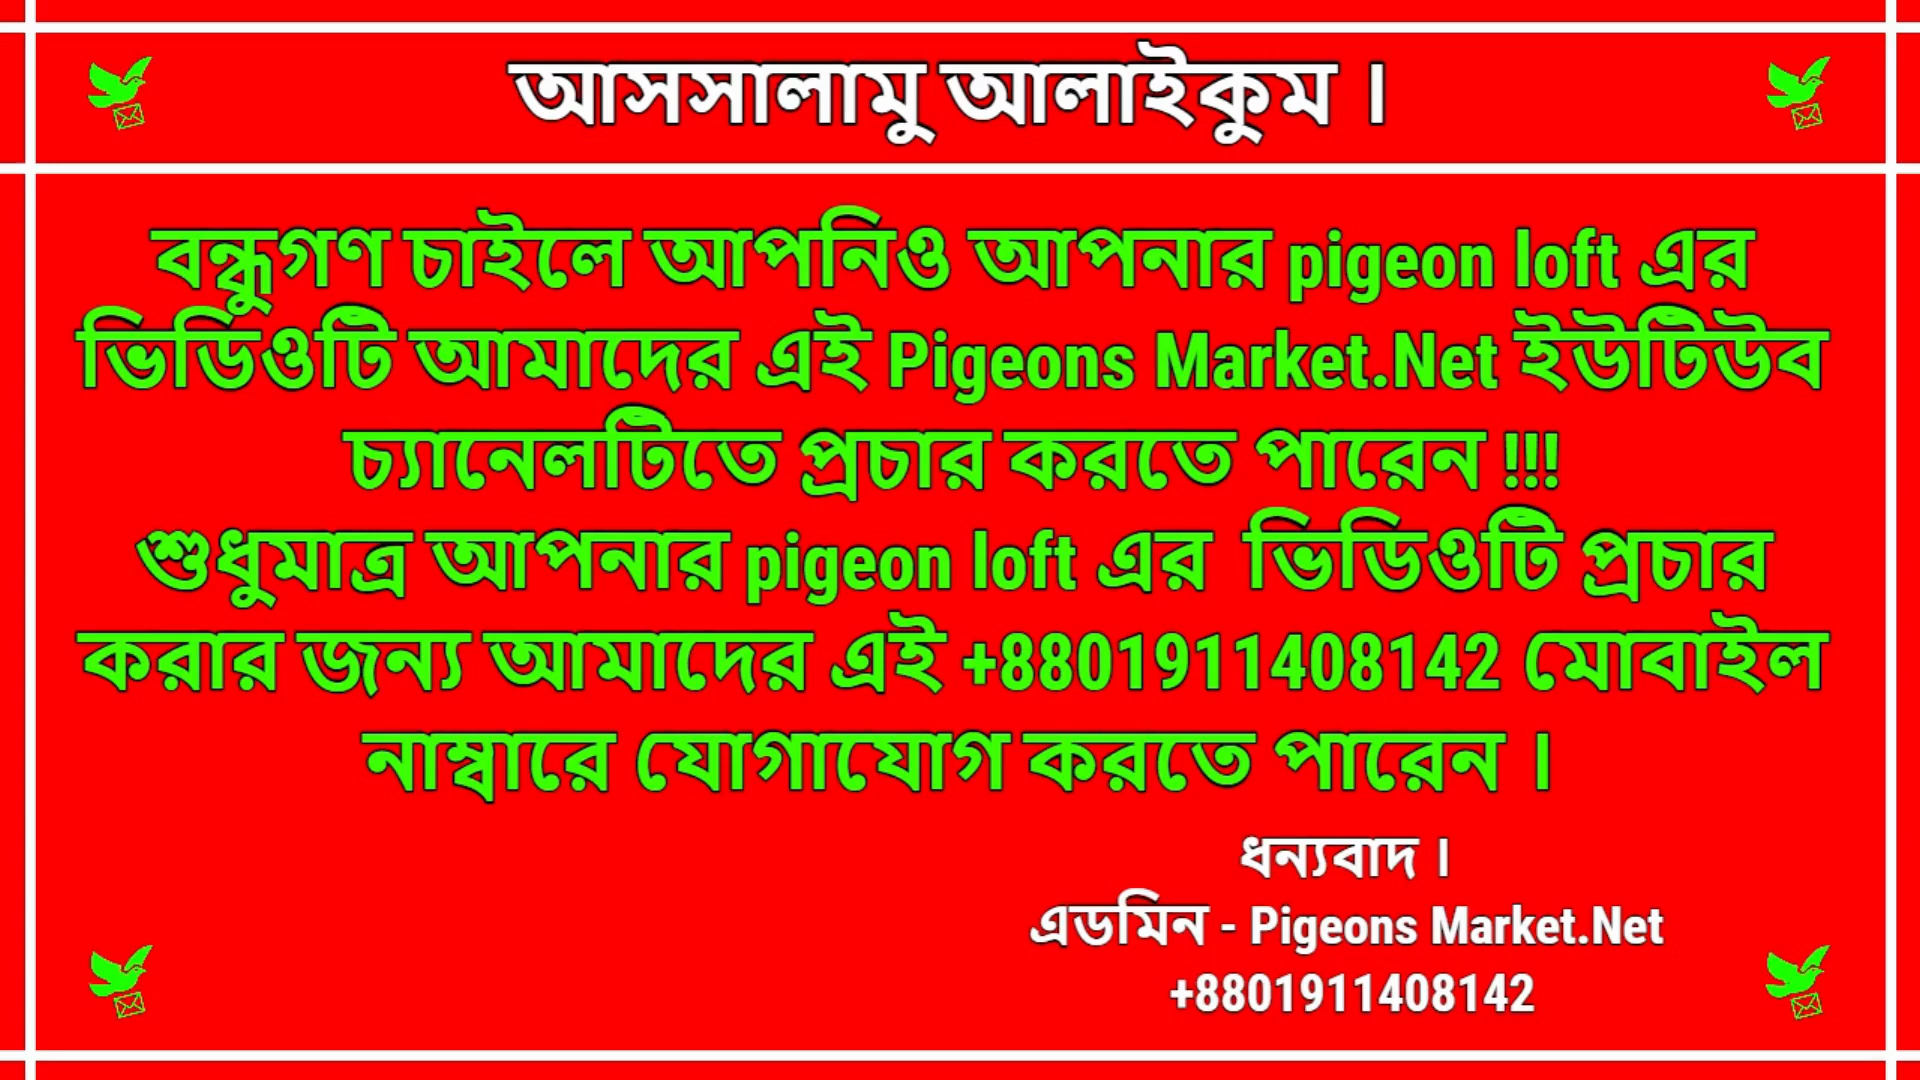 আসসালামু আলাইকুম ।
বন্ধুগণ চাইলে আপনিও আপনার pigeon loft এর
ভিডিওটি আমাদের এই Pigeons Market.Net ইউটিউব
চ্যানেলটিতে প্রচার করতে পারেন !!!
শুধুমাত্র আপনার pigeon loft এর ভিডিওটি প্রচার
করার জন্য আমাদের এই +8801911408142 মোবাইল
নাম্বারে যোগাযোগ করতে পারেন ।
ধন্যবাদ ।
এডমিন - Pigeons Market.Net
+8801911408142